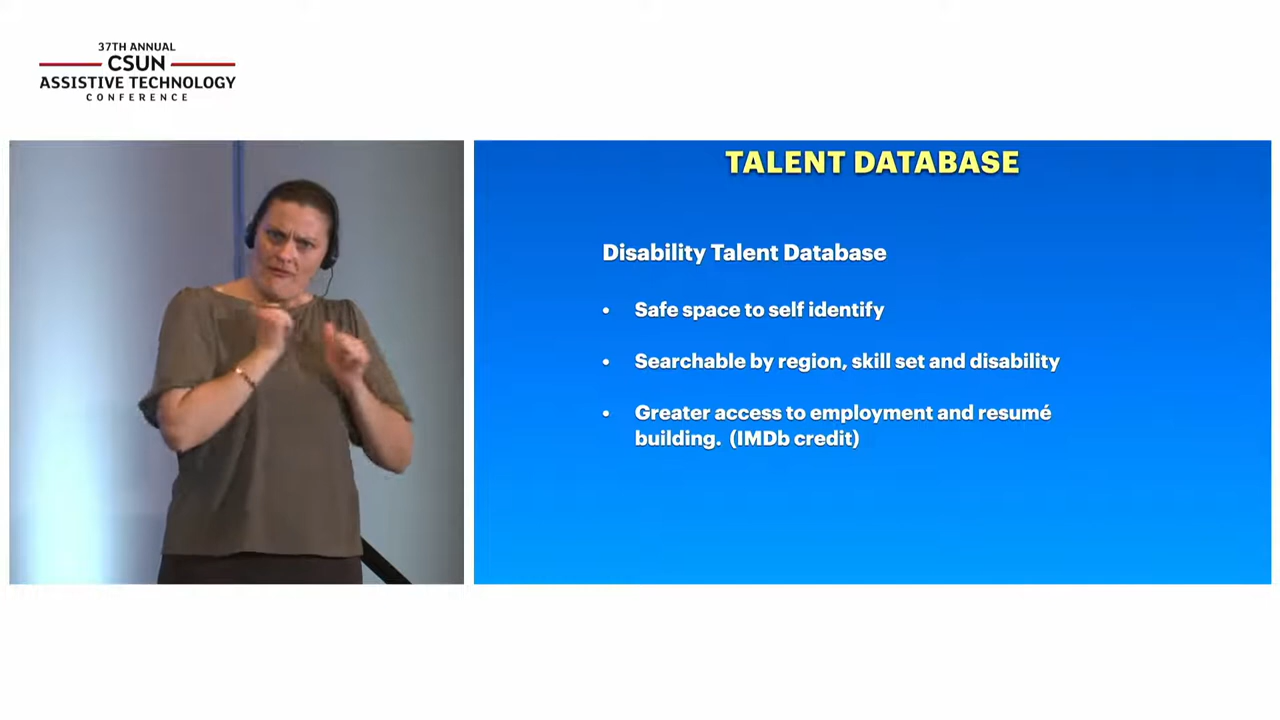 37TH ANNUAL
CSUN
ASSISTIVE TECHNOLOGY
CONFERENCE
TALENT DATABASE
Disability Talent Database
• Safe space to self identify
• Searchable by region, skill set and disability
• Greater access to employment and resumé
building. (IMDb credit)